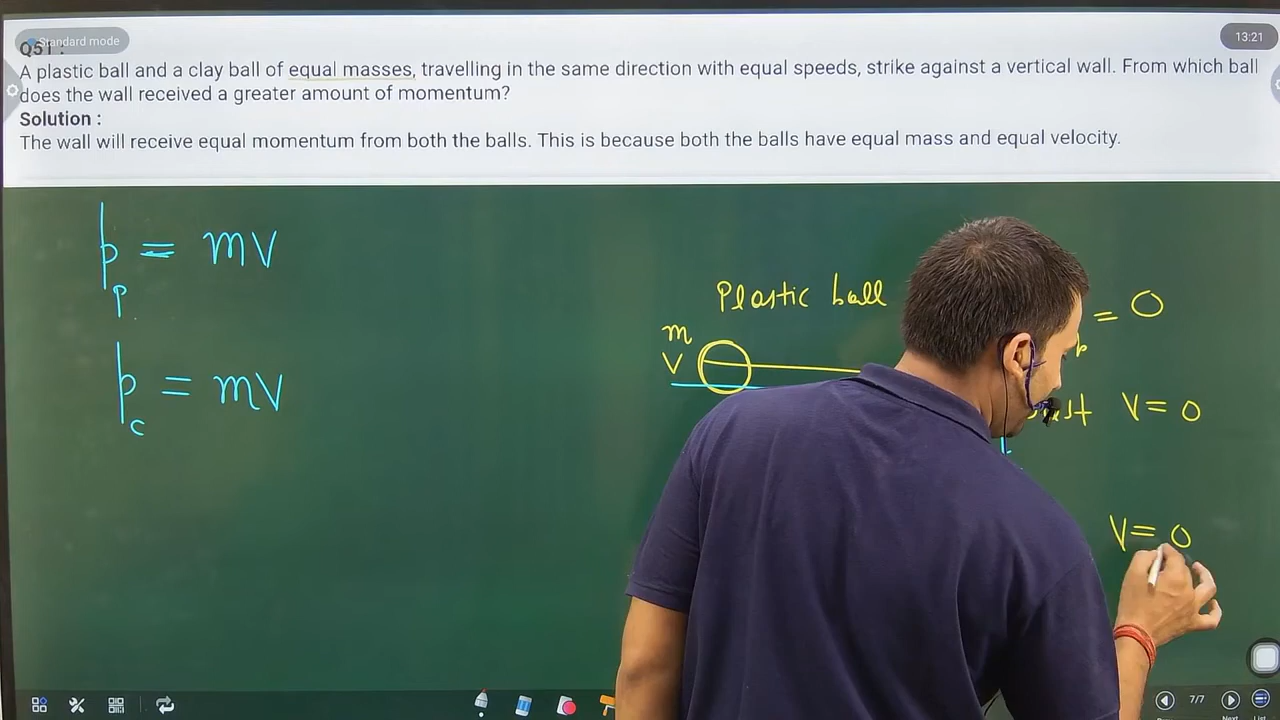 Standard mode
13:21
Q51 :
A plastic ball and a clay ball of equal masses, travelling in the same direction with equal speeds, strike against a vertical wall. From which ball
does the wall received a greater amount of momentum?
Solution :
The wall will receive equal momentum from both the balls. This is because both the balls have equal mass and equal velocity.
p
p = mv
p
c = mv
Plastic ball
= 0
m
v
v = 0
v = 0
7/7